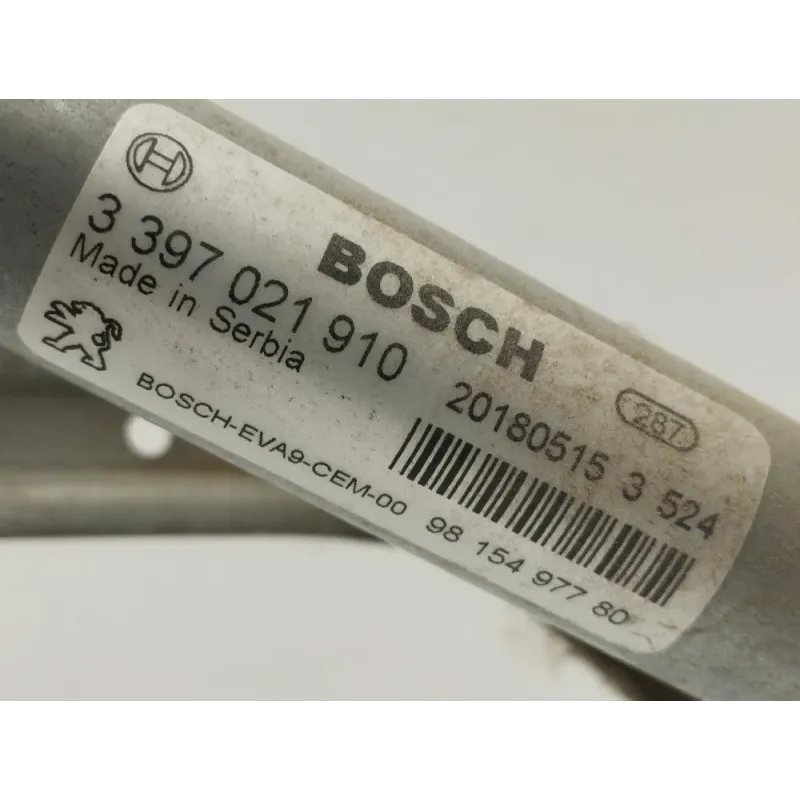 BOSCH
3 397 021 910
Made in Serbia
287
20180515 3 524
BOSCH-EVA9-CEM-00
98 154 977 80